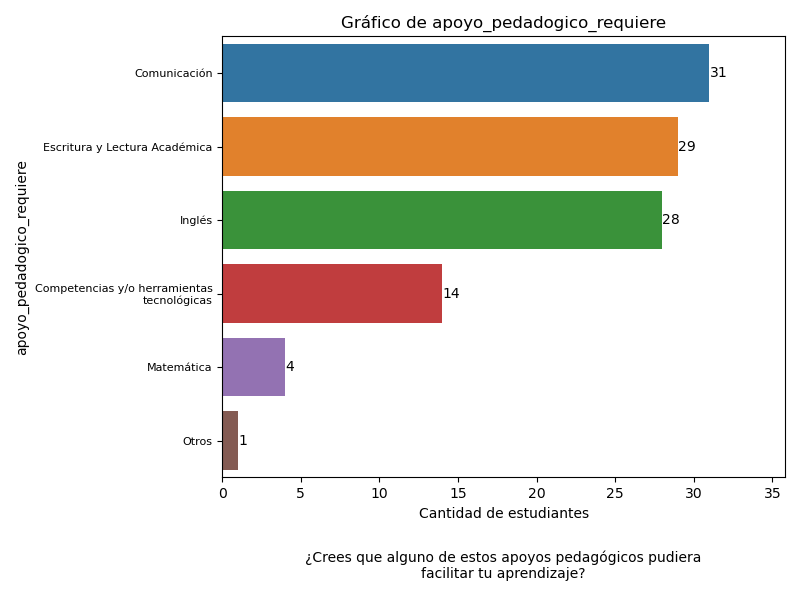 Gráfico de apoyo_pedadogico_requiere
apoyo_pedadogico_requiere
Comunicación
31
Escritura y Lectura Académica
29
Inglés
28
Competencias y/o herramientas
tecnológicas
14
Matemática
4
Otros
1
0 5 10 15 20 25 30 35
Cantidad de estudiantes
¿Crees que alguno de estos apoyos pedagógicos pudiera
facilitar tu aprendizaje?